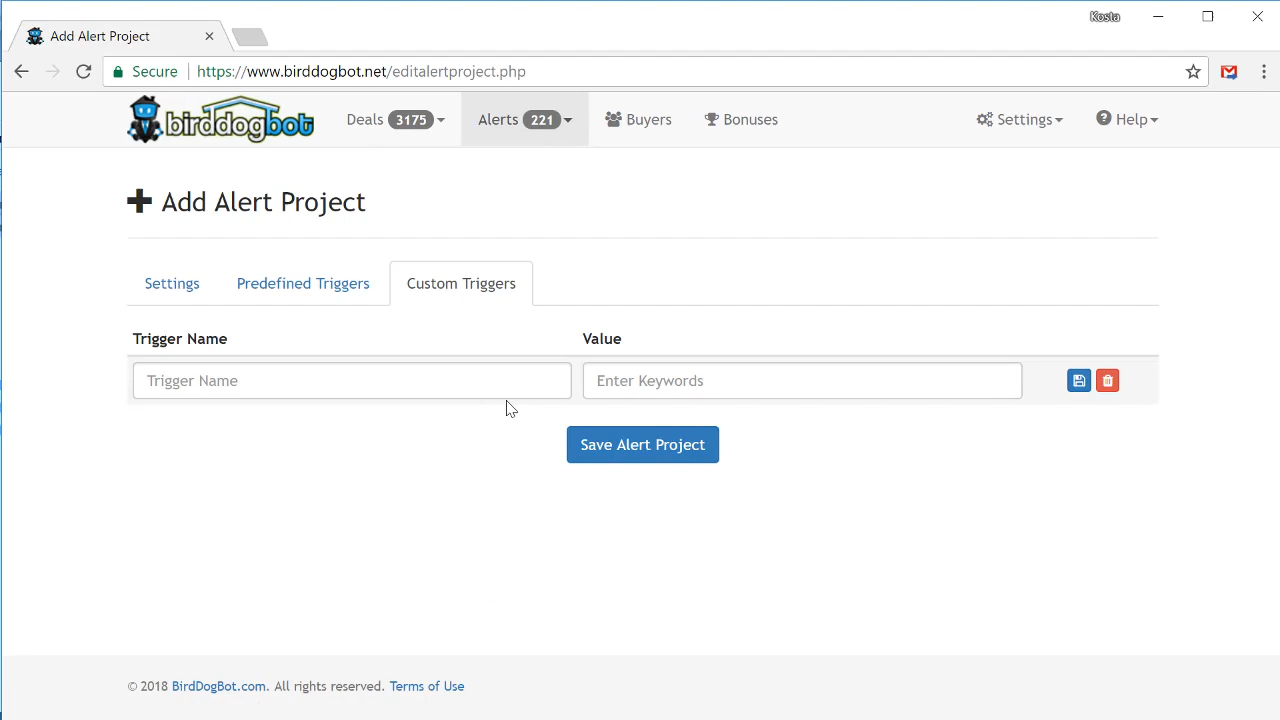 Kosta
Add Alert Project
Secure https://www.birddogbot.net/editalertproject.php
birddogbot Deals 3175 Alerts 221 Buyers Bonuses Settings Help
Add Alert Project
Settings Predefined Triggers Custom Triggers
Trigger Name Value
Trigger Name Enter Keywords
Save Alert Project
© 2018 BirdDogBot.com. All rights reserved. Terms of Use